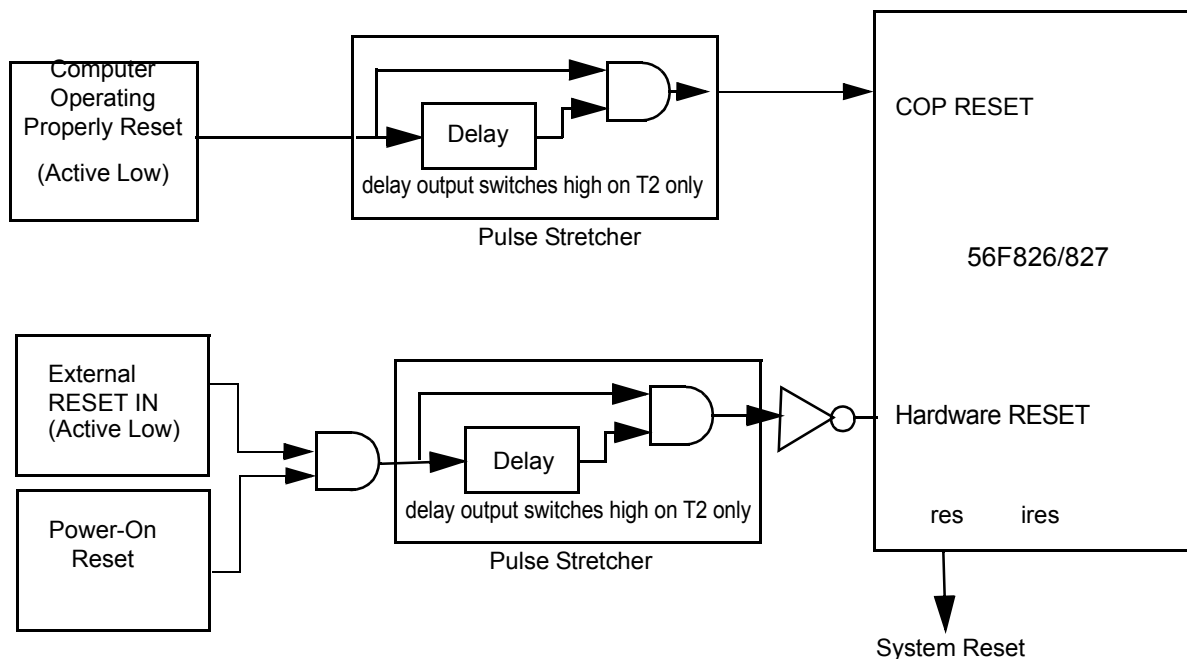 Computer
Operating
Properly Reset
(Active Low)
Delay
delay output switches high on T2 only
Pulse Stretcher
COP RESET
56F826/827
External
RESET IN
(Active Low)
Delay
delay output switches high on T2 only
Pulse Stretcher
Hardware RESET
Power-On
Reset
res ires
System Reset